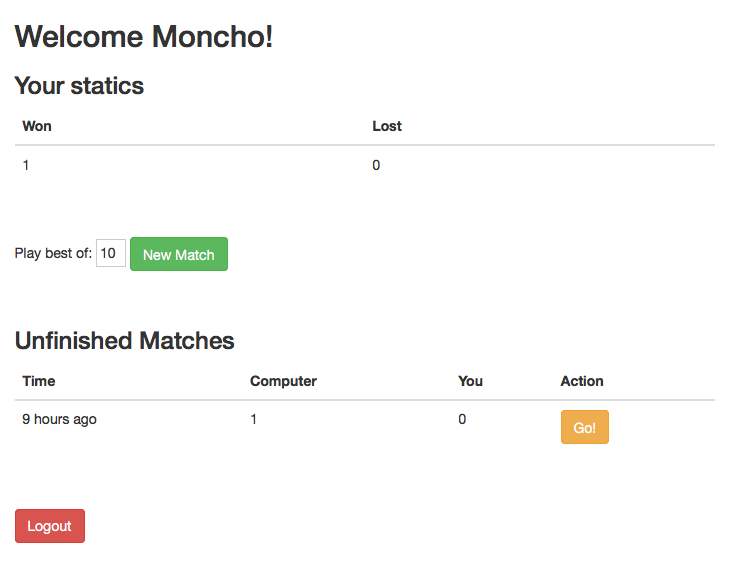 Welcome Moncho!
Your statics
Won Lost
1 0
Play best of: 10 New Match
Unfinished Matches
Time Computer You Action
9 hours ago 1 0 Go!
Logout